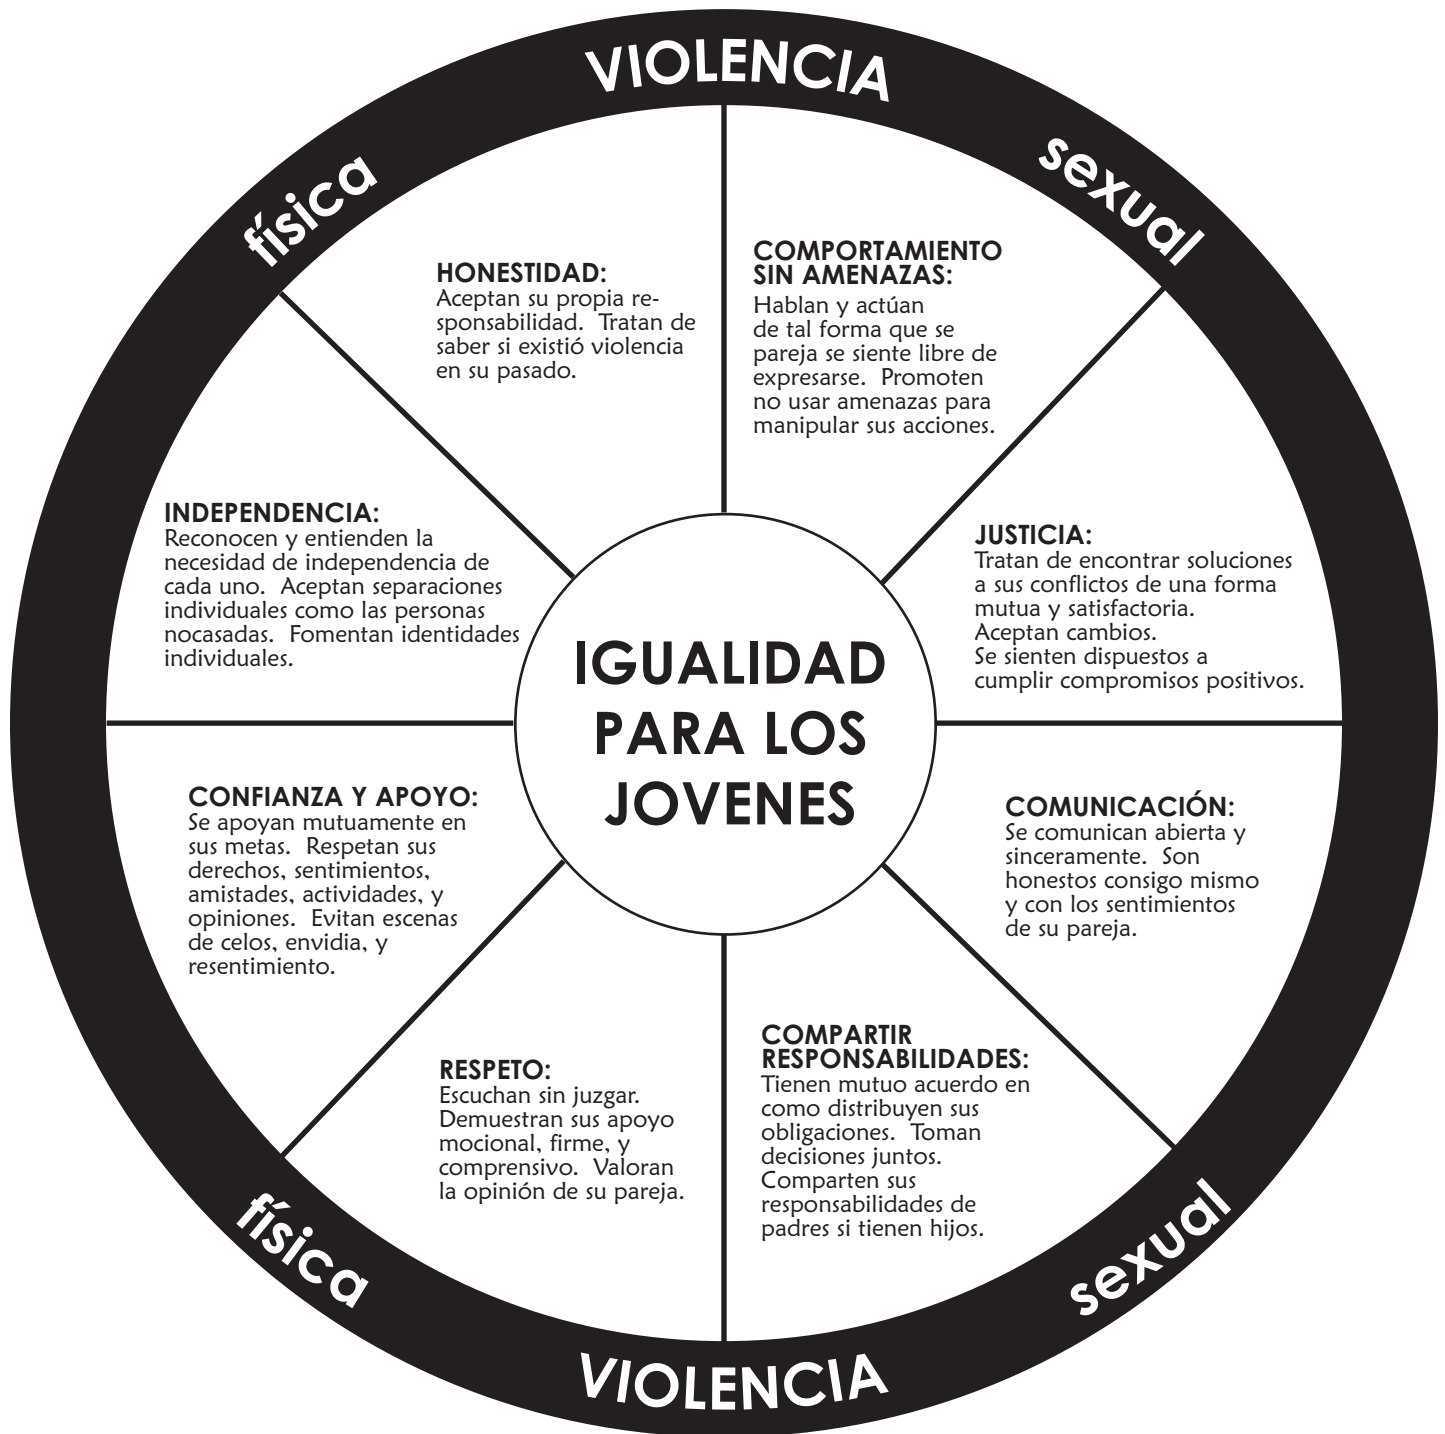 VIOLENCIA
física
sexual
HONESTIDAD:
Aceptan su propia re-
sponsabilidad. Tratan de
saber si existió violencia
en su pasado.
COMPORTAMIENTO
SIN AMENAZAS:
Hablan y actúan
de tal forma que se
pareja se siente libre de
expresarse. Promoten
no usar amenazas para
manipular sus acciones.
INDEPENDENCIA:
Reconocen y entienden la
necesidad de independencia de
cada uno. Aceptan separaciones
individuales como las personas
nocasadas. Fomentan identidades
individuales.
JUSTICIA:
Tratan de encontrar soluciones
a sus conflictos de una forma
mutua y satisfactoria.
Aceptan cambios.
Se sienten dispuestos a
cumplir compromisos positivos.
IGUALIDAD
PARA LOS
JOVENES
CONFIANZA Y APOYO:
Se apoyan mutuamente en
sus metas. Respetan sus
derechos, sentimientos,
amistades, actividades, y
opiniones. Evitan escenas
de celos, envidia, y
resentimiento.
COMUNICACIÓN:
Se comunican abierta y
sinceramente. Son
honestos consigo mismo
y con los sentimientos
de su pareja.
RESPETO:
Escuchan sin juzgar.
Demuestran sus apoyo
mocional, firme, y
comprensivo. Valoran
la opinión de su pareja.
COMPARTIR
RESPONSABILIDADES:
Tienen mutuo acuerdo en
como distribuyen sus
obligaciones. Toman
decisiones juntos.
Comparten sus
responsabilidades de
padres si tienen hijos.
física
sexual
VIOLENCIA